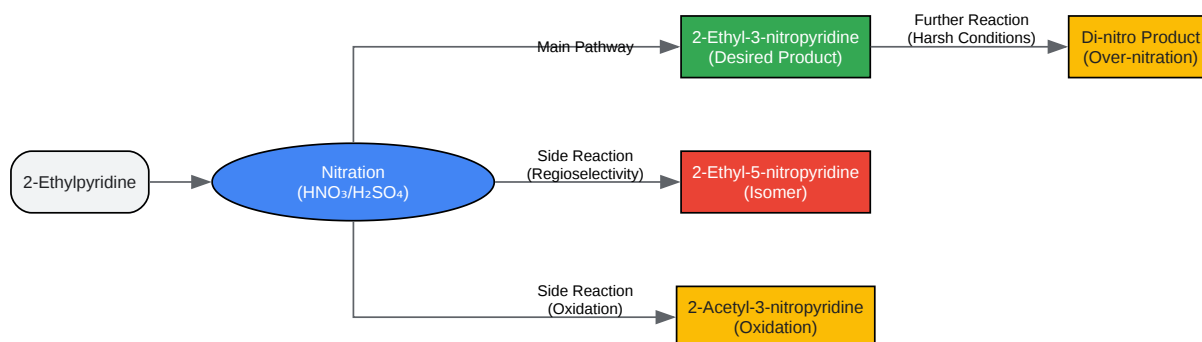 2-Ethylpyridine
Nitration
(HNO₃/H₂SO₄)
Main Pathway
2-Ethyl-3-nitropyridine
(Desired Product)
Further Reaction
(Harsh Conditions)
Di-nitro Product
(Over-nitration)
Side Reaction
(Regioselectivity)
2-Ethyl-5-nitropyridine
(Isomer)
Side Reaction
(Oxidation)
2-Acetyl-3-nitropyridine
(Oxidation)